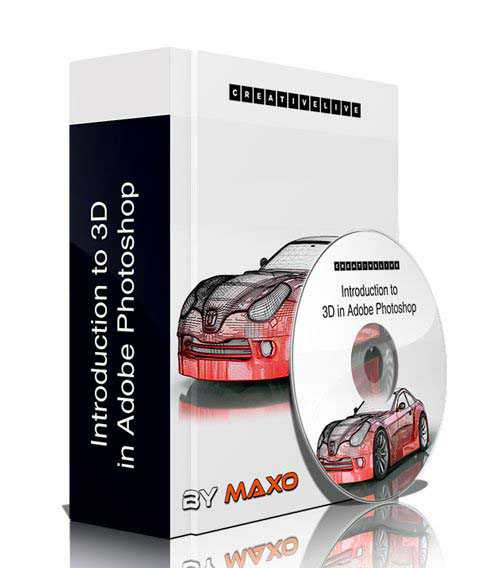 CREATIVELIVE
Introduction to 3D
in Adobe Photoshop
CREATIVELIVE
Introduction to
3D in Adobe Photoshop
BY MAXO